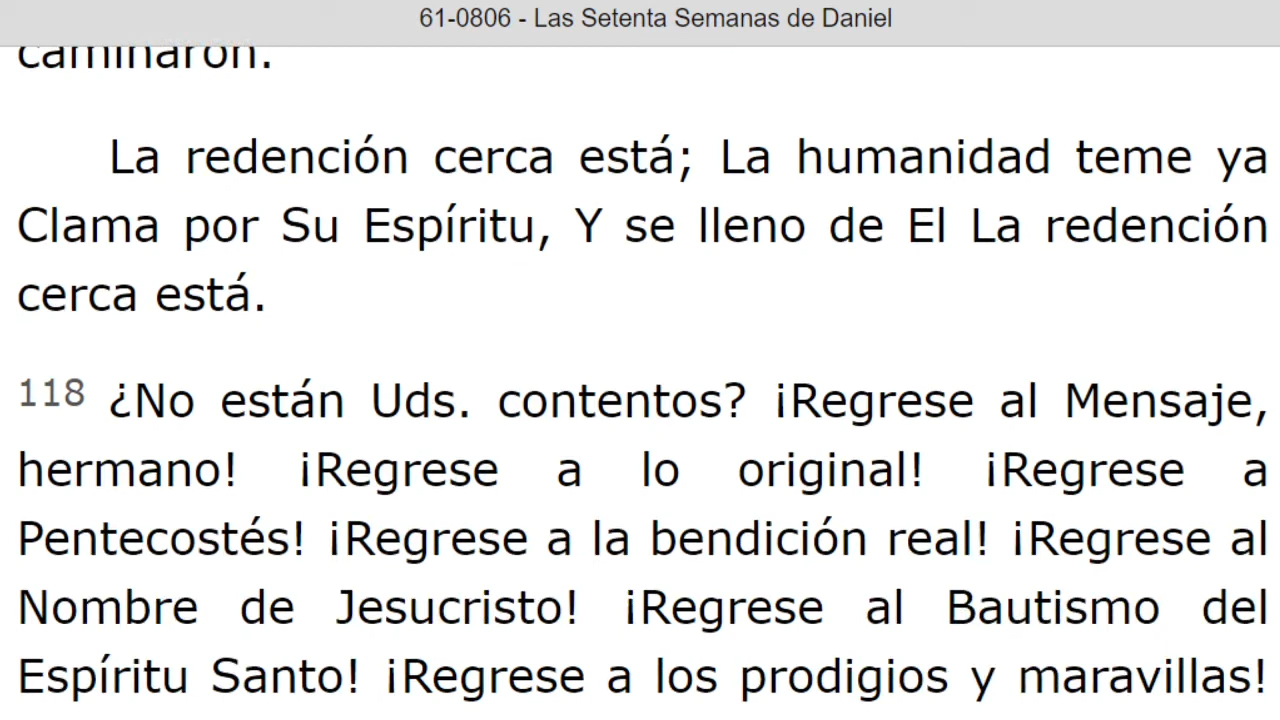 61-0806 - Las Setenta Semanas de Daniel
caminaron.
La redención cerca está; La humanidad teme ya
Clama por Su Espíritu, Y se lleno de El La redención
cerca está.
118 ¿No están Uds. contentos? ¡Regrese al Mensaje,
hermano! ¡Regrese a lo original! ¡Regrese a
Pentecostés! ¡Regrese a la bendición real! ¡Regrese al
Nombre de Jesucristo! ¡Regrese al Bautismo del
Espíritu Santo! ¡Regrese a los prodigios y maravillas!